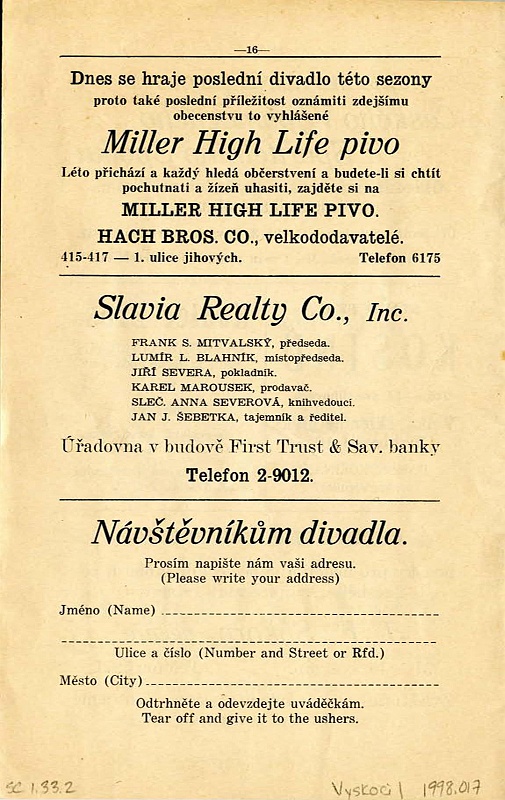 —16—
Dnes se hraje poslední divadlo této sezony
proto také poslední příležitost oznámiti zdejšímu
obecenstvu to vyhlášené
Miller High Life pivo
Léto přichází a každý hledá občerstvení a budete-li si chtít
pochutnati a žízeň uhasiti, zajděte si na
MILLER HIGH LIFE PIVO.
HACH BROS. CO., velkododavatelé.
415-417 — 1. ulice jihových. Telefon 6175
Slavia Realty Co., Inc.
FRANK S. MITVALSKÝ, předseda.
LUMÍR L. BLAHNÍK, místopředseda.
JIŘÍ SEVERA, pokladník.
KAREL MAROUSEK, prodavač.
SLEČ. ANNA SEVEROVÁ, knihvedoucí.
JAN J. ŠEBETKA, tajemník a ředitel.
Úřadovna v budově First Trust & Sav. banky
Telefon 2-9012.
Návštěvníkům divadla.
Prosím napište nám vaši adresu.
(Please write your address)
Jméno (Name)
Ulice a číslo (Number and Street or Rfd.)
Město (City)
Odtrhněte a odevzdejte uváděčkám.
Tear off and give it to the ushers.
SC 1.33.2 Vyskocil 1998.017